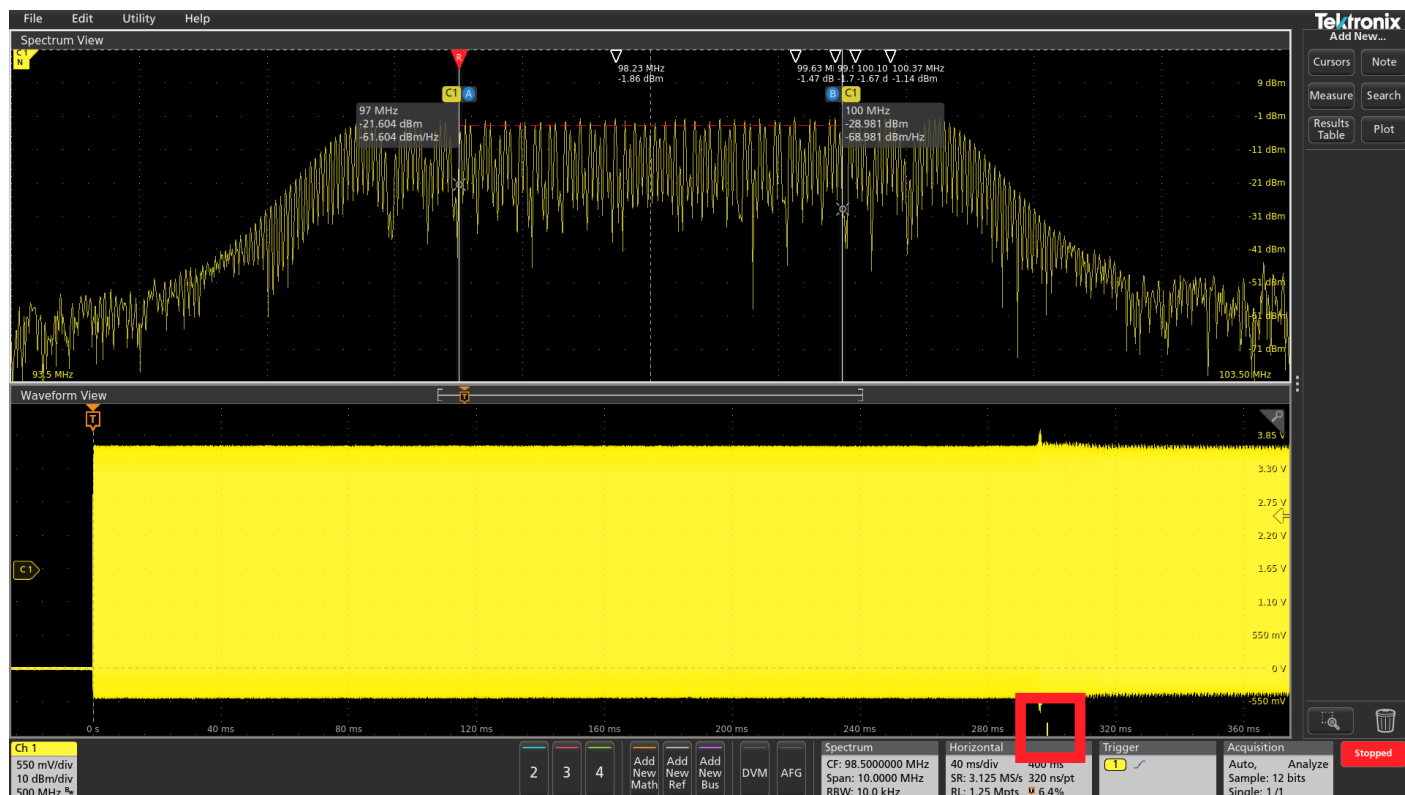 File Edit Utility Help
Tektronix
Add New...
Spectrum View
C1
N
R
98.23 MHz
-1.86 dBm
99.63 M 99.9 100.10 100.37 MHz
-1.47 dB -1.7 -1.67 d -1.14 dBm
C1 A
B C1
97 MHz
-21.604 dBm
-61.604 dBm/Hz
100 MHz
-28.981 dBm
-68.981 dBm/Hz
9 dBm
-1 dBm
-11 dBm
-21 dBm
-31 dBm
-41 dBm
-51 dBm
-61 dBm
-71 dBm
93.5 MHz
103.50 MHz
Cursors Note
Measure Search
Results Table Plot
Waveform View
T
T
3.85 V
3.30 V
2.75 V
2.20 V
1.65 V
1.10 V
550 mV
0 V
-550 mV
C1
0 s 40 ms 80 ms 120 ms 160 ms 200 ms 240 ms 280 ms 320 ms 360 ms
Ch 1
550 mV/div
10 dBm/div
500 MHz
2 3 4
Add New Math
Add New Ref
Add New Bus
DVM AFG
Spectrum
CF: 98.5000000 MHz
Span: 10.0000 MHz
RBW: 10.0 kHz
Horizontal
40 ms/div 400 ms
SR: 3.125 MS/s 320 ns/pt
RL: 1.25 Mpts 6.4%
Trigger
1
Acquisition
Auto, Analyze
Sample: 12 bits
Single: 1/1
Stopped